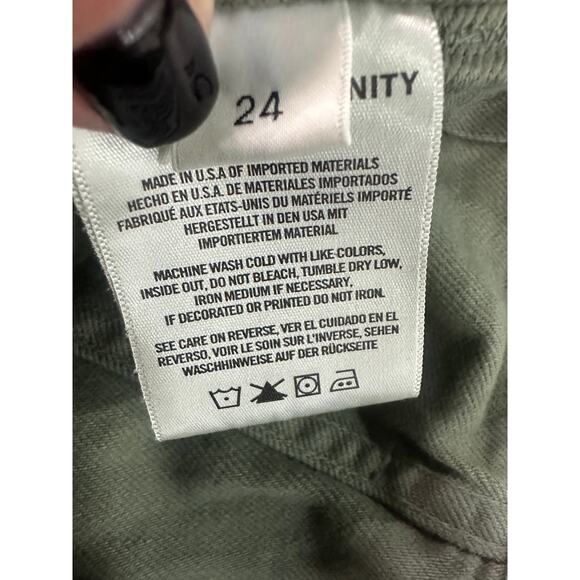 24
NITY
MADE IN U.S.A OF IMPORTED MATERIALS
HECHO EN U.S.A. DE MATERIALES IMPORTADOS
FABRIQUÉ AUX ETATS-UNIS DU MATÉRIELS IMPORTÉ
HERGESTELLT IN DEN USA MIT
IMPORTIERTEM MATERIAL
MACHINE WASH COLD WITH LIKE-COLORS,
INSIDE OUT, DO NOT BLEACH, TUMBLE DRY LOW,
IRON MEDIUM IF NECESSARY.
IF DECORATED OR PRINTED DO NOT IRON.
SEE CARE ON REVERSE, VER EL CUIDADO EN EL
REVERSO, VOIR LE SOIN SUR L'INVERSE, SEHEN
WASCHHINWEISE AUF DER RÜCKSEITE